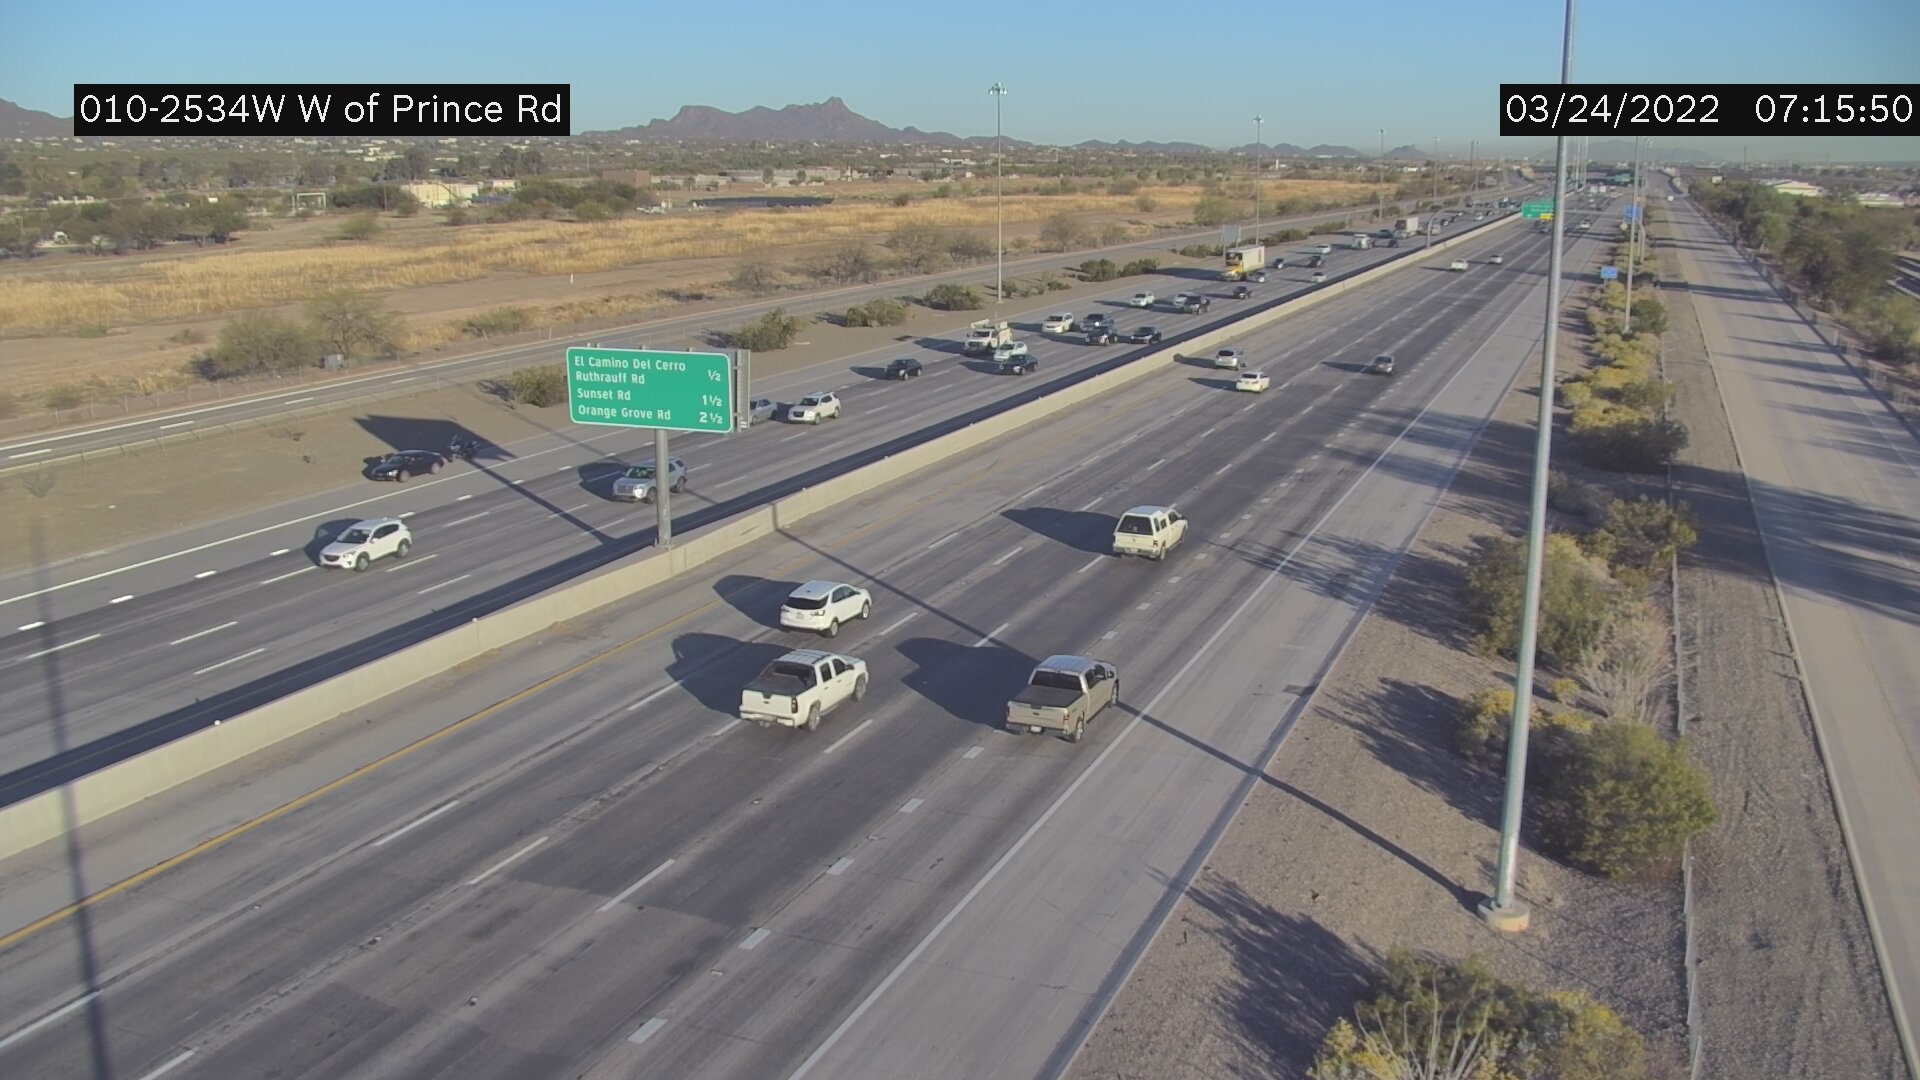 010-2534W W of Prince Rd
03/24/2022 07:15:50
El Camino Del Cerro
Ruthrauff Rd ½
Sunset Rd 1½
Orange Grove Rd 2½